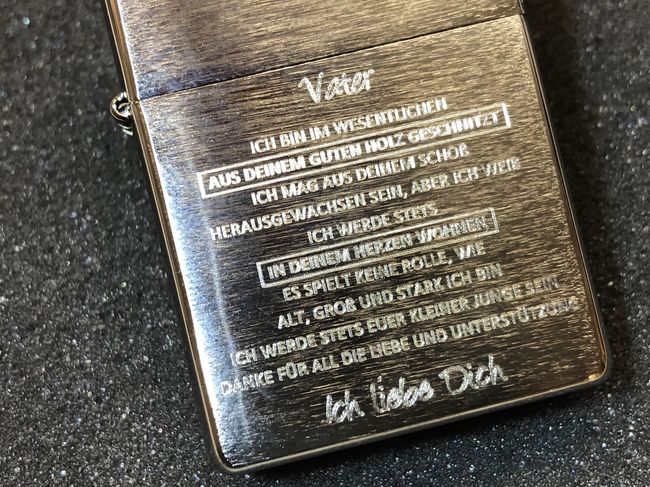 Vater
ICH BIN IM WESENTLICHEN
AUS DEINEM GUTEN HOLZ GESCHNITZT
ICH MAG AUS DEINEM SCHOß
HERAUSGEWACHSEN SEIN, ABER ICH WEIß
ICH WERDE STETS
IN DEINEM HERZEN WOHNEN
ES SPIELT KEINE ROLLE, WIE
ALT, GROß UND STARK ICH BIN
ICH WERDE STETS EUER KLEINER JUNGE SEIN
DANKE FÜR ALL DIE LIEBE UND UNTERSTÜTZUNG
Ich liebe Dich